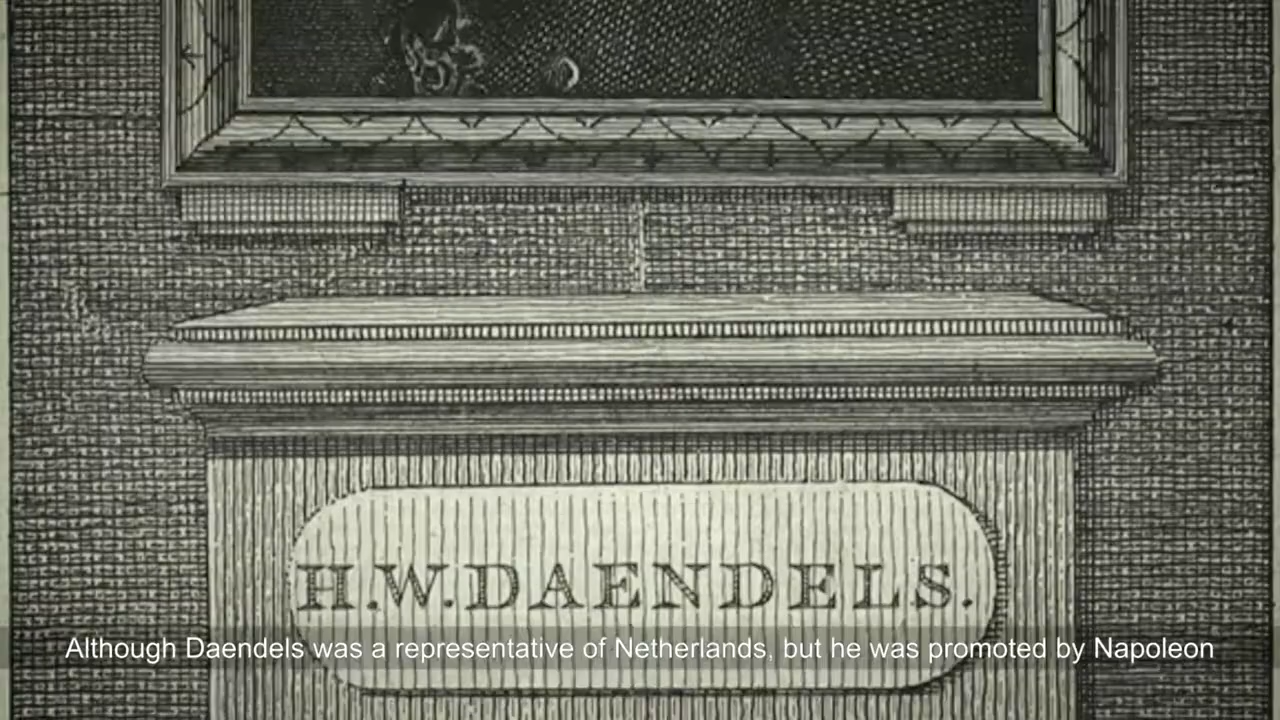 H.W.DAENDELS.
Although Daendels was a representative of Netherlands, but he was promoted by Napoleon